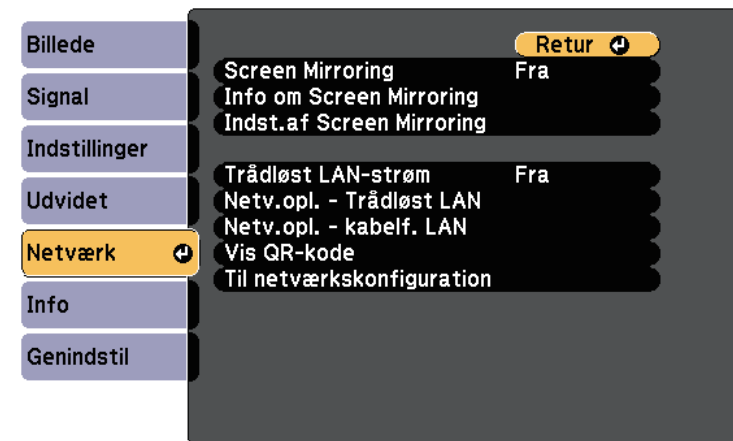 Billede
Signal
Indstillinger
Udvidet
Netværk
Info
Genindstil
Retur
Screen Mirroring Fra
Info om Screen Mirroring
Indst.af Screen Mirroring
Trådløst LAN-strøm Fra
Netv.opl. - Trådløst LAN
Netv.opl. - kabelf. LAN
Vis QR-kode
Til netværkskonfiguration